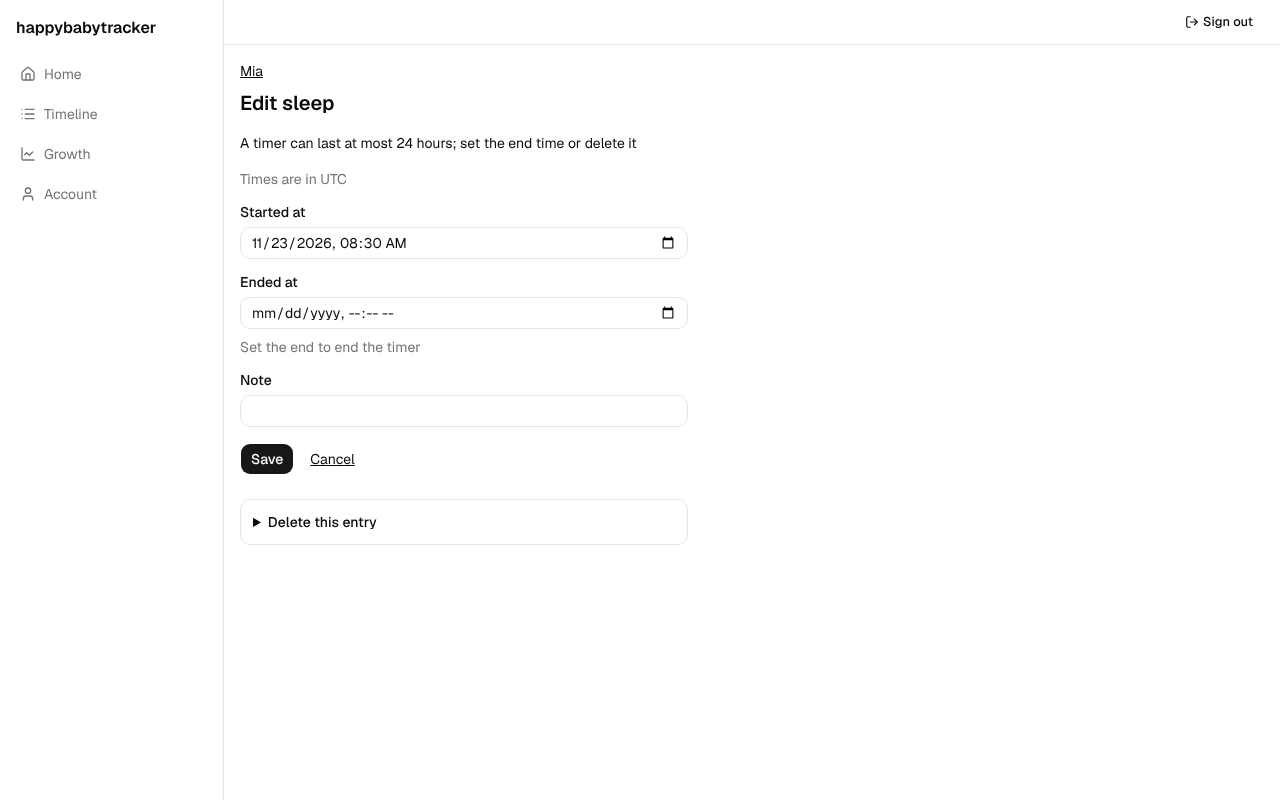 happybabytracker
Sign out
Home
Timeline
Growth
Account
Mia
Edit sleep
A timer can last at most 24 hours; set the end time or delete it
Times are in UTC
Started at
11/23/2026, 08:30 AM
Ended at
mm/dd/yyyy, --:-- --
Set the end to end the timer
Note
Save
Cancel
Delete this entry